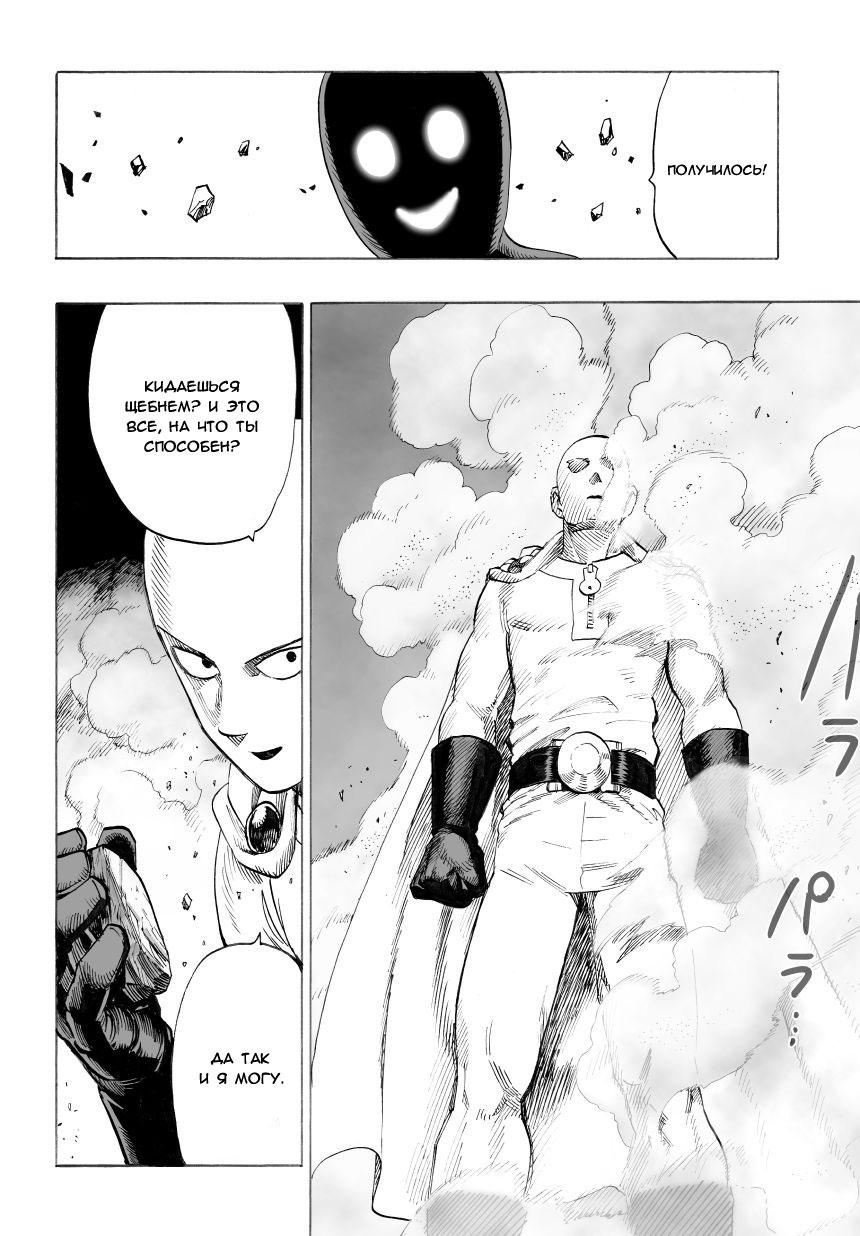 ПОЛУЧИЛОСЬ!
パラ
パラ...
КИДАЕШЬСЯ
ЩЕБНЕМ? И ЭТО
ВСЕ, НА ЧТО ТЫ
СПОСОБЕН?
ДА ТАК
И Я МОГУ.